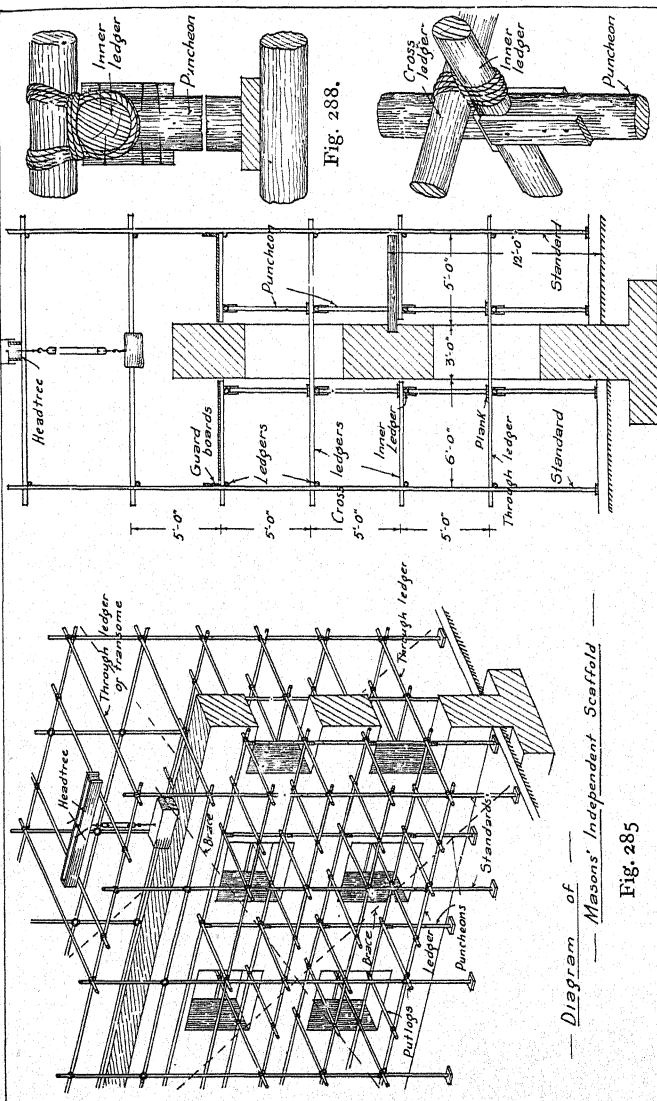 Through ledger
or transome
Headtree
Brace
Through ledger
Brace
Standards
Ledger
Puncheons
Putlogs
— Diagram of —
— Masons' Independent Scaffold —
Fig. 285
Headtree
Guard
boards
Ledgers
Cross ledgers
Inner
Ledger
Plank
Through ledger
Standard
Puncheon
Standard
5'-0"
5'-0"
5'-0"
5'-0"
6'-0"
3'-0"
5'-0"
12'-0"
Inner
ledger
Puncheon
Fig. 288.
Cross
ledger
Inner
ledger
Puncheon